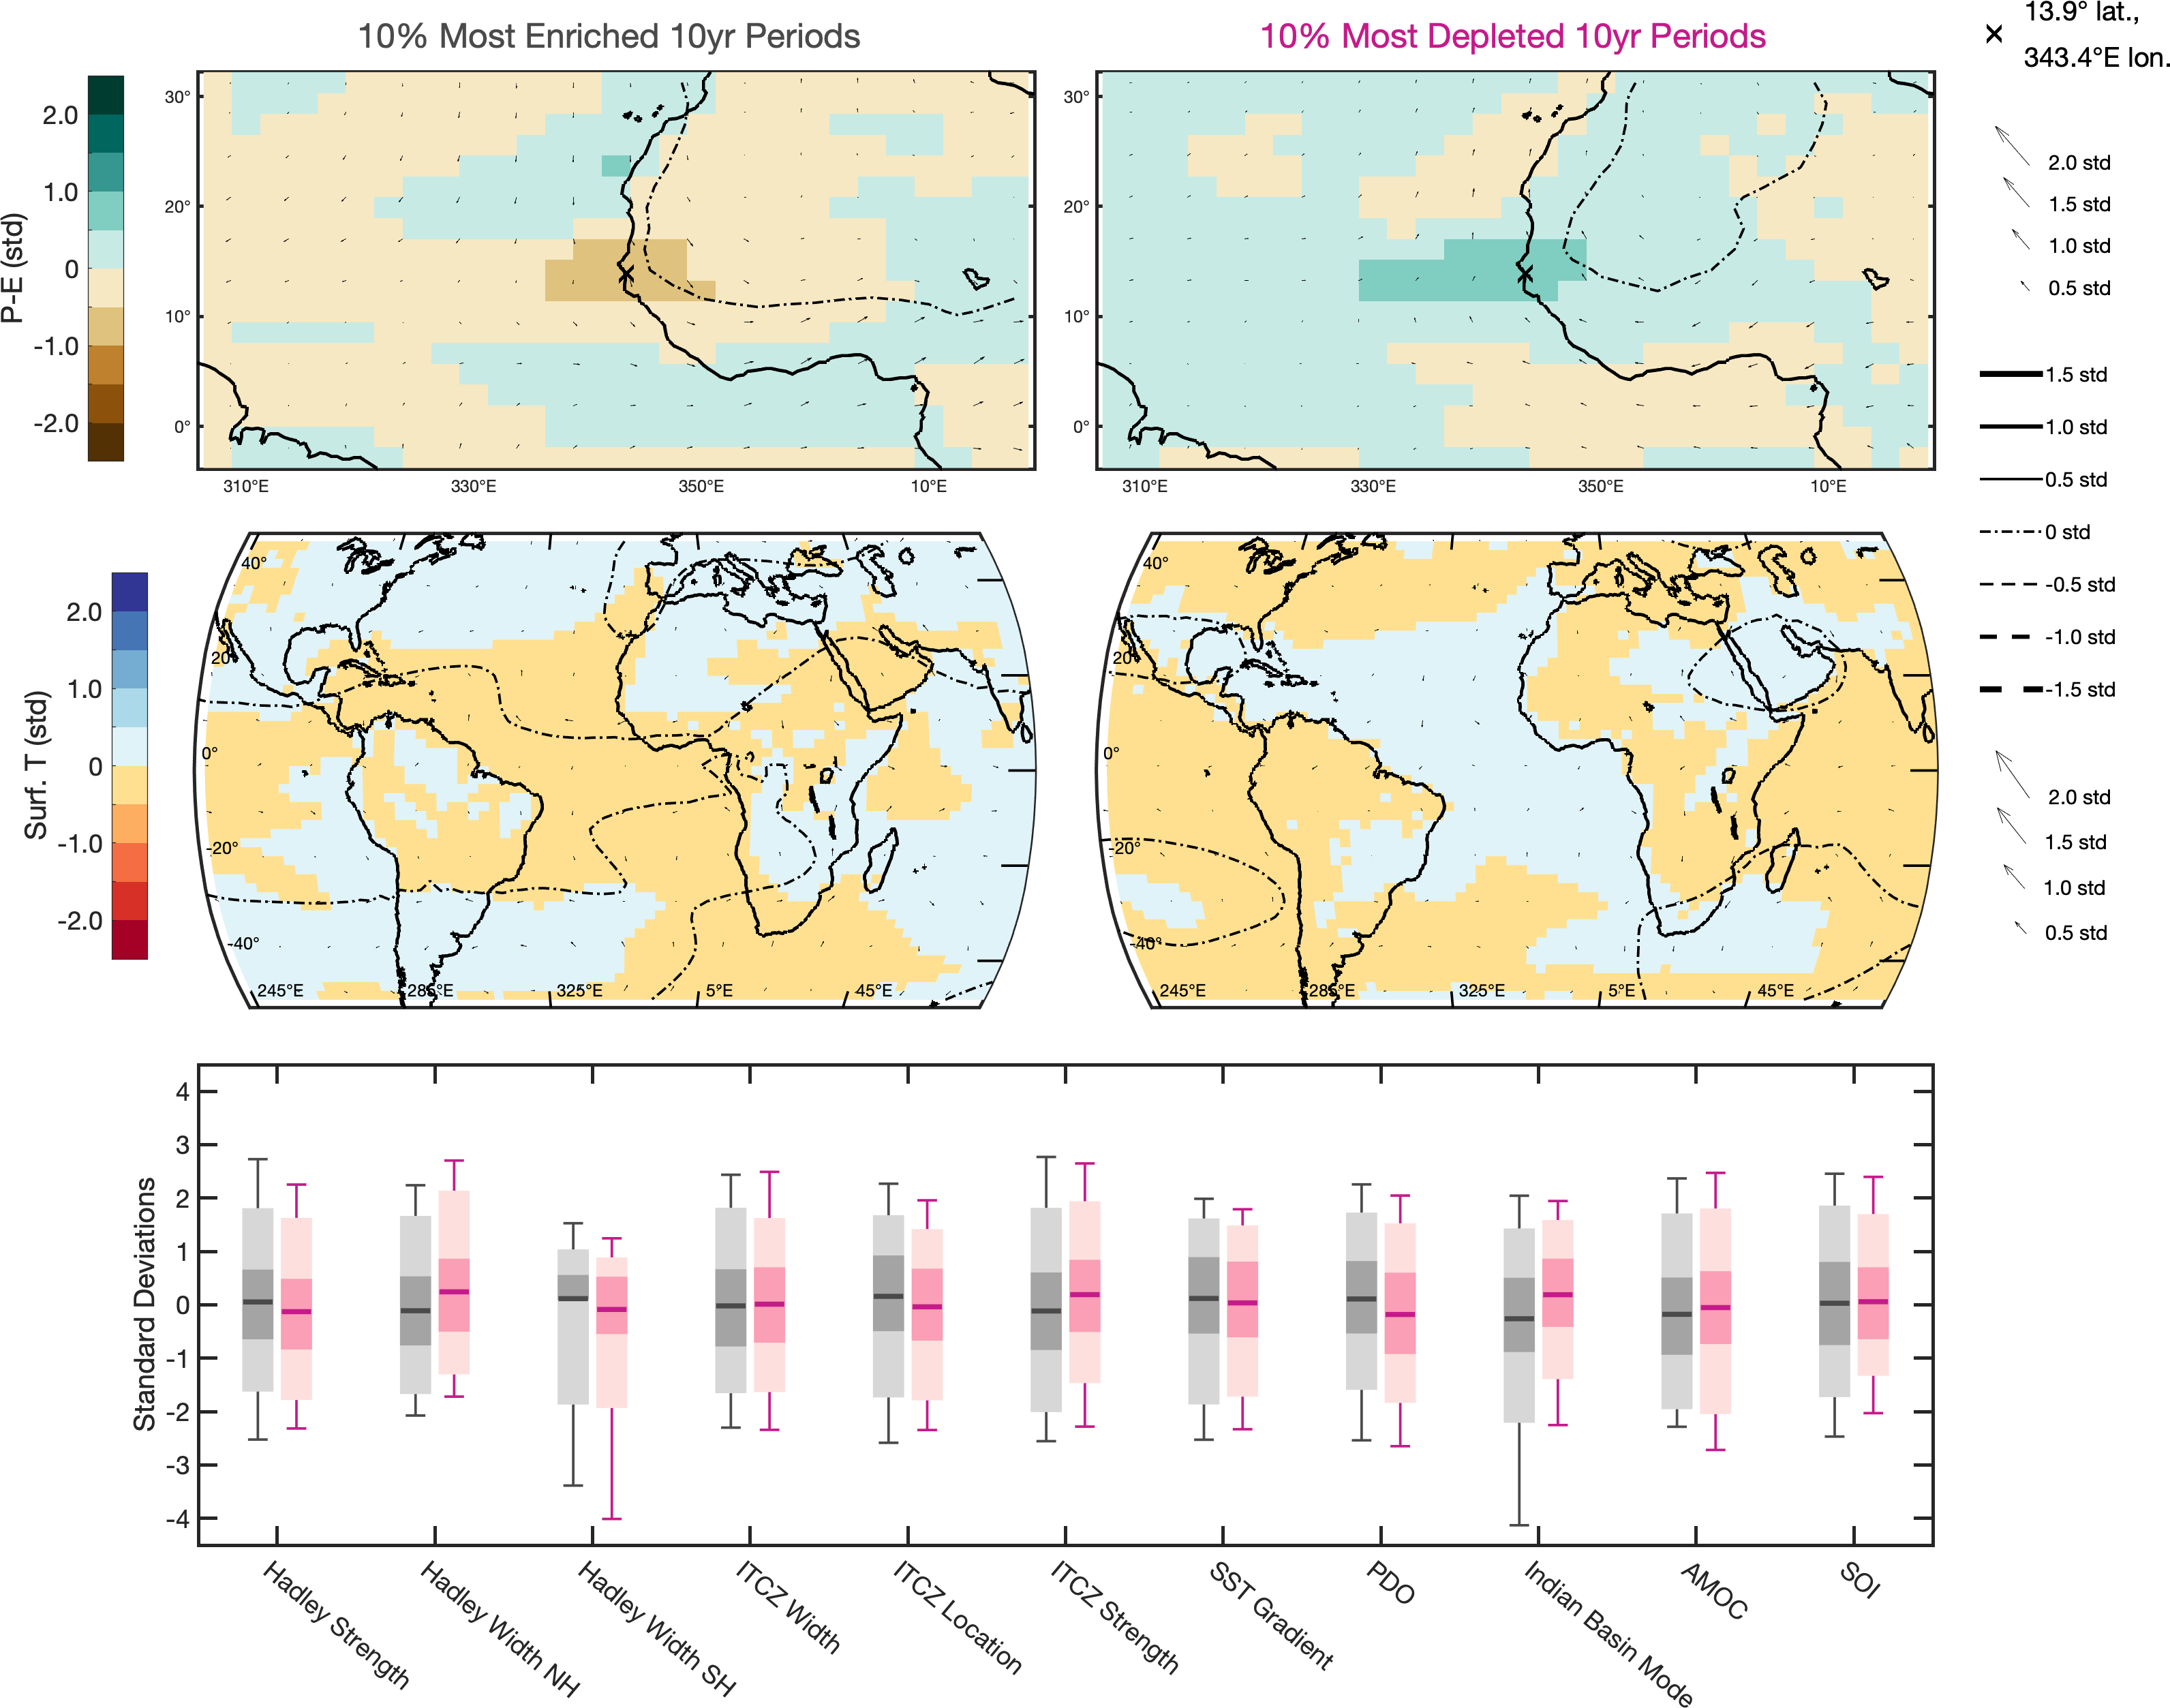 10% Most Enriched 10yr Periods
10% Most Depleted 10yr Periods
13.9° lat.,
343.4°E lon.
P-E (std)
2.0
1.0
0
-1.0
-2.0
30°
20°
10°
0°
310°E
330°E
350°E
10°E
30°
20°
10°
0°
310°E
330°E
350°E
10°E
2.0 std
1.5 std
1.0 std
0.5 std
1.5 std
1.0 std
0.5 std
0 std
-0.5 std
-1.0 std
-1.5 std
Surf. T (std)
2.0
1.0
0
-1.0
-2.0
40°
20°
0°
-20°
-40°
245°E
285°E
325°E
5°E
45°E
40°
20°
0°
-20°
-40°
245°E
285°E
325°E
5°E
45°E
2.0 std
1.5 std
1.0 std
0.5 std
Standard Deviations
4
3
2
1
0
-1
-2
-3
-4
Hadley Strength
Hadley Width NH
Hadley Width SH
ITCZ Width
ITCZ Location
ITCZ Strength
SST Gradient
PDO
Indian Basin Mode
AMOC
SOI